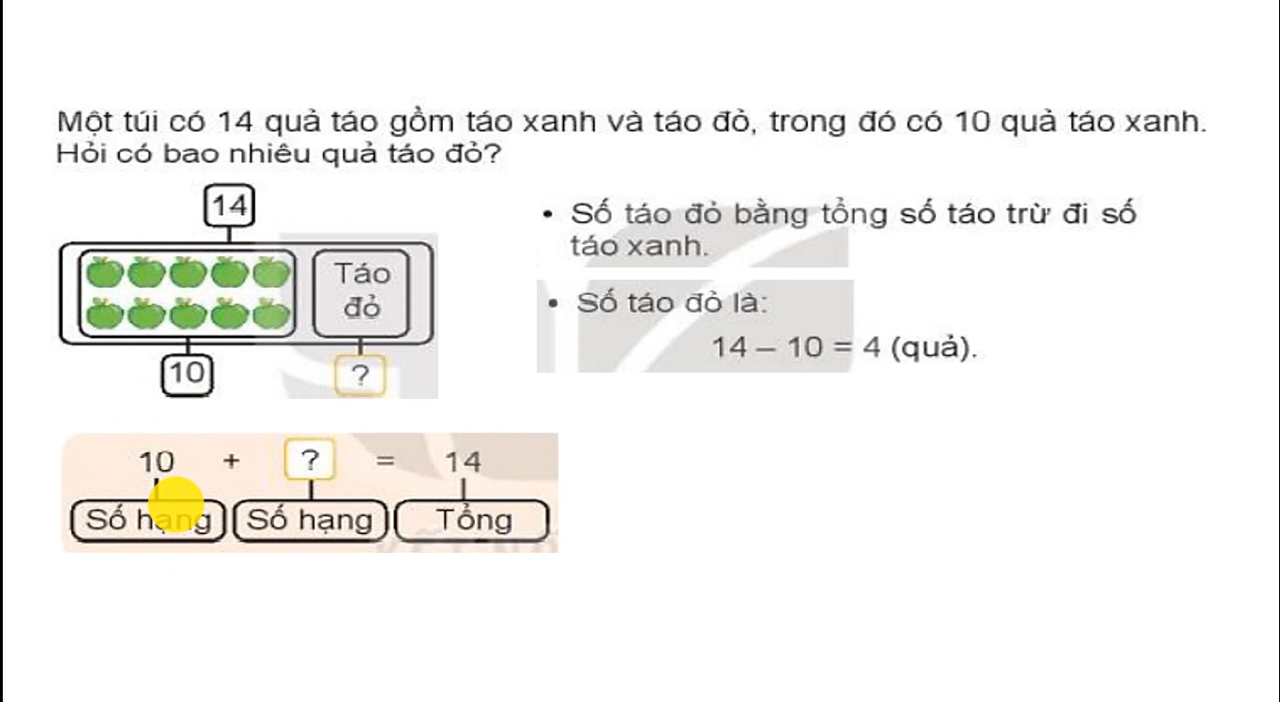 Một túi có 14 quả táo gồm táo xanh và táo đỏ, trong đó có 10 quả táo xanh.
Hỏi có bao nhiêu quả táo đỏ?
14
Táo
đỏ
10
?
• Số táo đỏ bằng tổng số táo trừ đi số
táo xanh.
• Số táo đỏ là:
14 – 10 = 4 (quả).
10 + ? = 14
Số hạng Số hạng Tổng